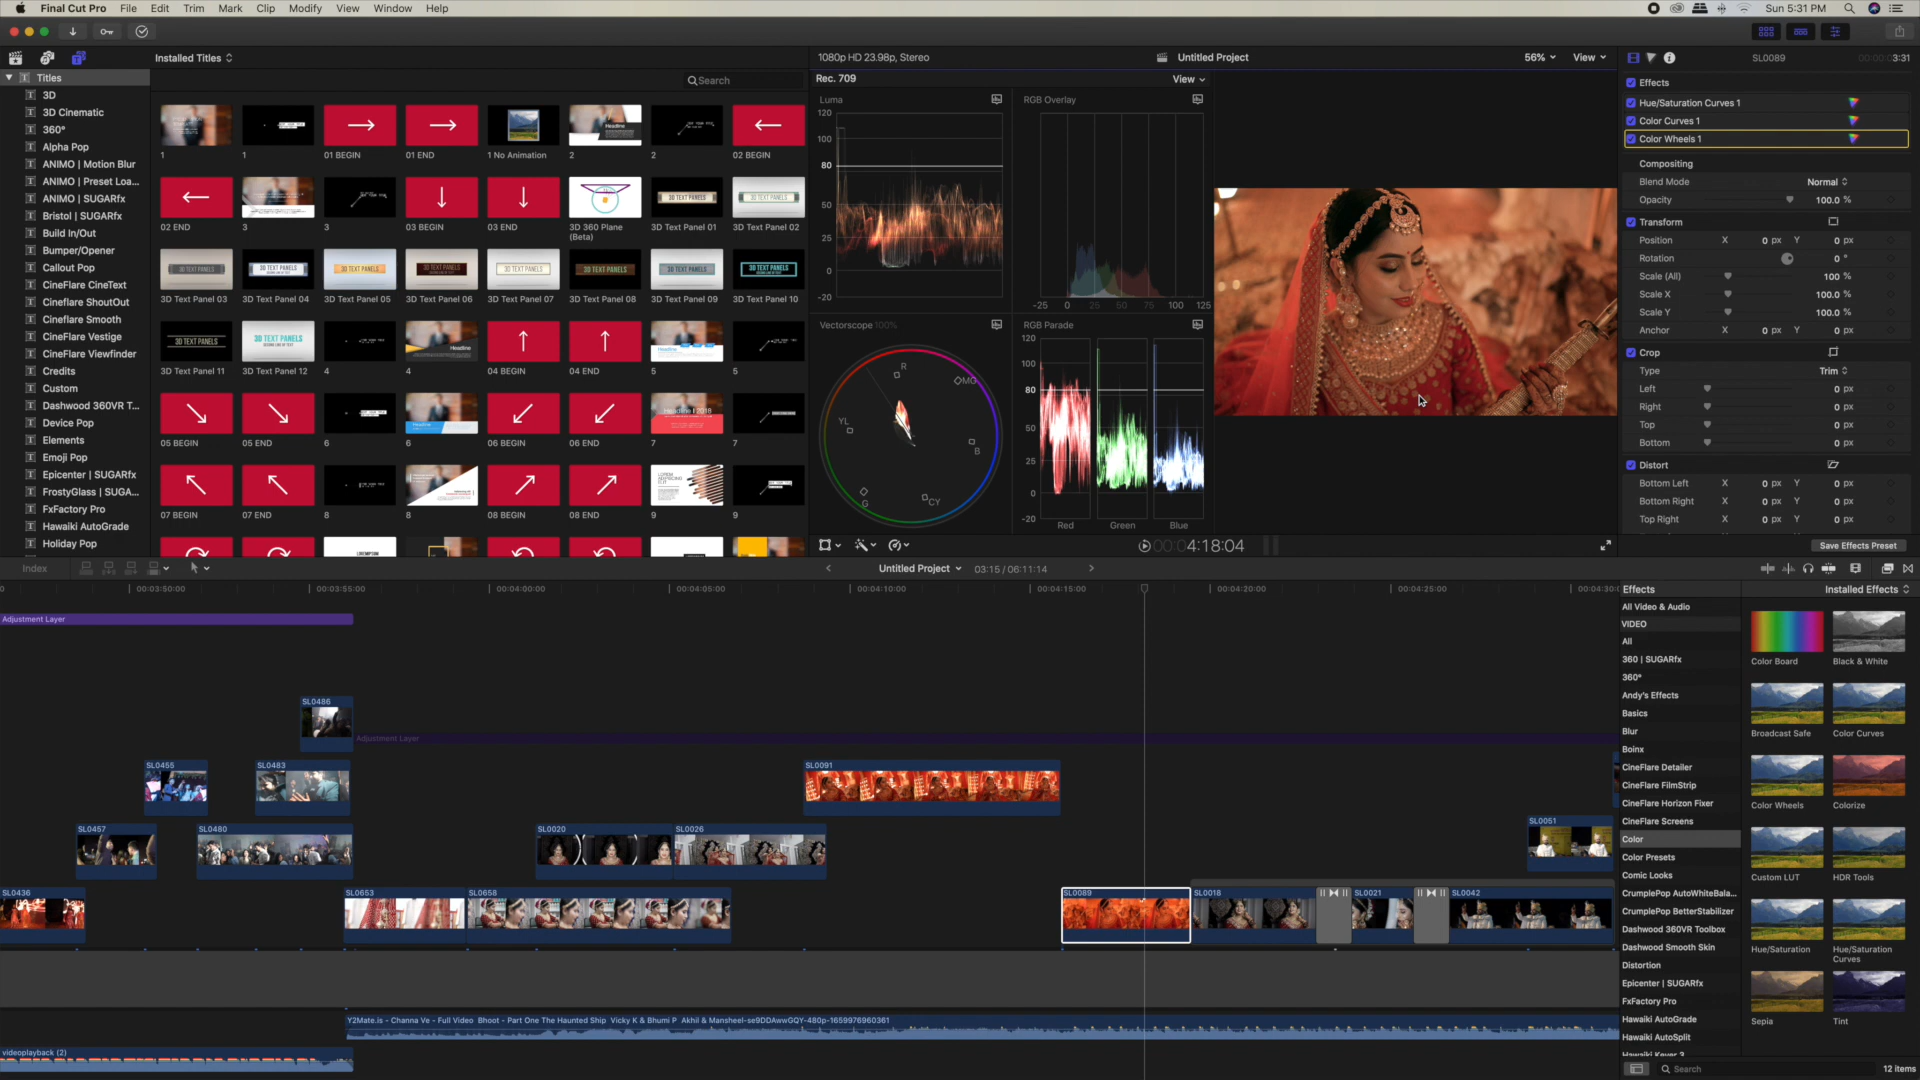 Final Cut Pro File Edit Trim Mark Clip Modify View Window Help
Sun 5:31 PM
Installed Titles
1080p HD 23.98p, Stereo
Untitled Project
56% View
SL0089
3:31
Titles
3D
3D Cinematic
360°
Alpha Pop
ANIMO | Motion Blur
ANIMO | Preset Loa...
ANIMO | SUGARfx
Bristol | SUGARfx
Build In/Out
Bumper/Opener
Callout Pop
CineFlare CineText
Cineflare ShoutOut
Cineflare Smooth
CineFlare Vestige
CineFlare Viewfinder
Credits
Custom
Dashwood 360VR T...
Device Pop
Elements
Emoji Pop
Epicenter | SUGARfx
FrostyGlass | SUGA...
FxFactory Pro
Hawaiki AutoGrade
Holiday Pop
Search
1 1 01 BEGIN 01 END 1 No Animation 2 2 02 BEGIN
02 END 3 3 03 BEGIN 03 END 3D 360 Plane (Beta) 3D Text Panel 01 3D Text Panel 02
3D Text Panel 03 3D Text Panel 04 3D Text Panel 05 3D Text Panel 06 3D Text Panel 07 3D Text Panel 08 3D Text Panel 09 3D Text Panel 10
3D Text Panel 11 3D Text Panel 12 4 4 04 BEGIN 04 END 5 5
05 BEGIN 05 END 6 6 06 BEGIN 06 END 7 7
07 BEGIN 07 END 8 8 08 BEGIN 08 END 9 9
Rec. 709
View
Luma
120
100
80
50
25
0
-20
RGB Overlay
-25 0 25 50 75 100 125
Vectorscope 100%
R
MG
B
CY
G
YL
RGB Parade
120
100
80
50
25
0
-20
Red Green Blue
4:18:04
Effects
Hue/Saturation Curves 1
Color Curves 1
Color Wheels 1
Compositing
Blend Mode Normal
Opacity 100.0 %
Transform
Position X 0 px Y 0 px
Rotation 0 °
Scale (All) 100 %
Scale X 100.0 %
Scale Y 100.0 %
Anchor X 0 px Y 0 px
Crop
Type Trim
Left 0 px
Right 0 px
Top 0 px
Bottom 0 px
Distort
Bottom Left X 0 px Y 0 px
Bottom Right X 0 px Y 0 px
Top Right X 0 px Y 0 px
Save Effects Preset
Index
Untitled Project
03:15 / 06:11:14
00:03:50:00 00:03:55:00 00:04:00:00 00:04:05:00 00:04:10:00 00:04:15:00 00:04:20:00 00:04:25:00 00:04:30:0
Adjustment Layer
SL0486
Adjustment Layer
SL0455 SL0483 SL0091
SL0457 SL0480 SL0020 SL0026 SL0051
SL0436 SL0653 SL0658 SL0089 SL0018 SL0021 SL0042
Y2Mate.is - Channa Ve - Full Video Bhoot - Part One The Haunted Ship Vicky K & Bhumi P Akhil & Mansheel-se9DDAwwGQY-480p-1659976960361
videoplayback (2)
Effects
Installed Effects
All Video & Audio
VIDEO
All
360 | SUGARfx
360°
Andy's Effects
Basics
Blur
Boinx
CineFlare Detailer
CineFlare FilmStrip
CineFlare Horizon Fixer
CineFlare Screens
Color
Color Presets
Comic Looks
CrumplePop AutoWhiteBala...
CrumplePop BetterStabilizer
Dashwood 360VR Toolbox
Dashwood Smooth Skin
Distortion
Epicenter | SUGARfx
FxFactory Pro
Hawaiki AutoGrade
Hawaiki AutoSplit
Hawaiki Keyer 3
Color Board Black & White
Broadcast Safe Color Curves
Color Wheels Colorize
Custom LUT HDR Tools
Hue/Saturation Hue/Saturation Curves
Sepia Tint
Search
12 items